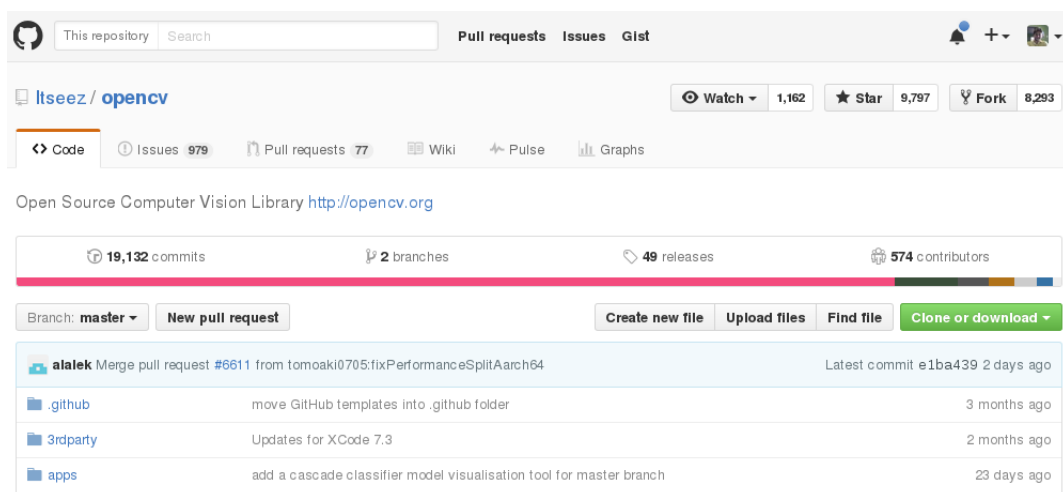 This repository Search Pull requests Issues Gist
Itseez / opencv Watch 1,162 Star 9,797 Fork 8,293
Code Issues 979 Pull requests 77 Wiki Pulse Graphs
Open Source Computer Vision Library http://opencv.org
19,132 commits 2 branches 49 releases 574 contributors
Branch: master New pull request Create new file Upload files Find file Clone or download
alalek Merge pull request #6611 from tomoaki0705:fixPerformanceSplitAarch64 Latest commit e1ba439 2 days ago
.github move GitHub templates into .github folder 3 months ago
3rdparty Updates for XCode 7.3 2 months ago
apps add a cascade classifier model visualisation tool for master branch 23 days ago